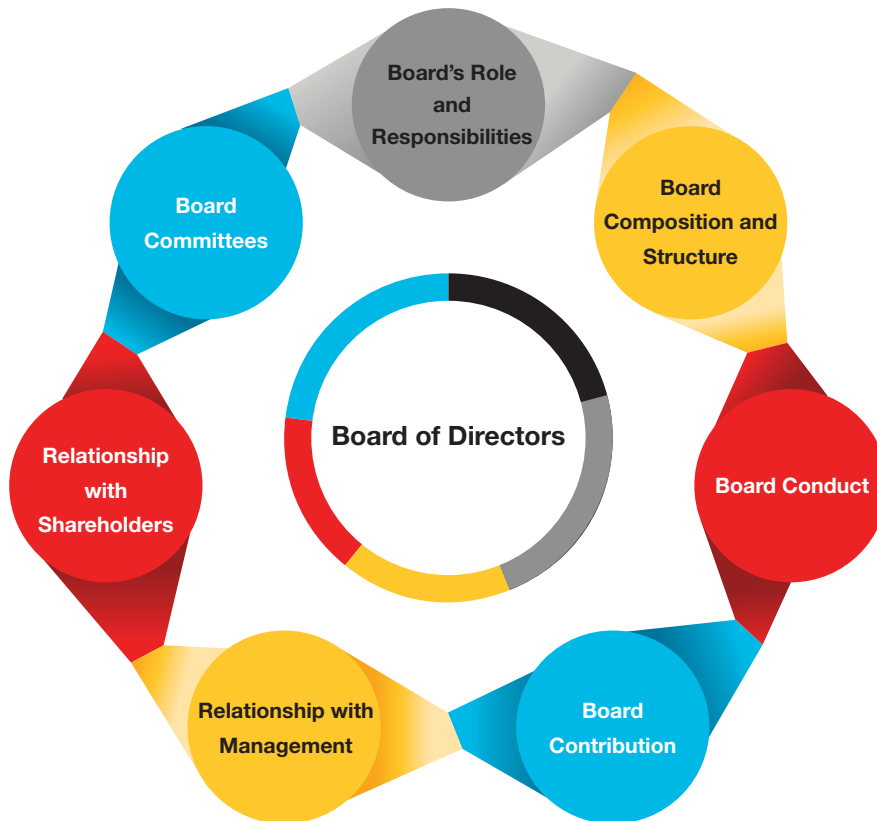 Board's Role
and
Responsibilities
Board
Composition and
Structure
Board Conduct
Board
Contribution
Relationship with
Management
Relationship
with
Shareholders
Board
Committees
Board of Directors